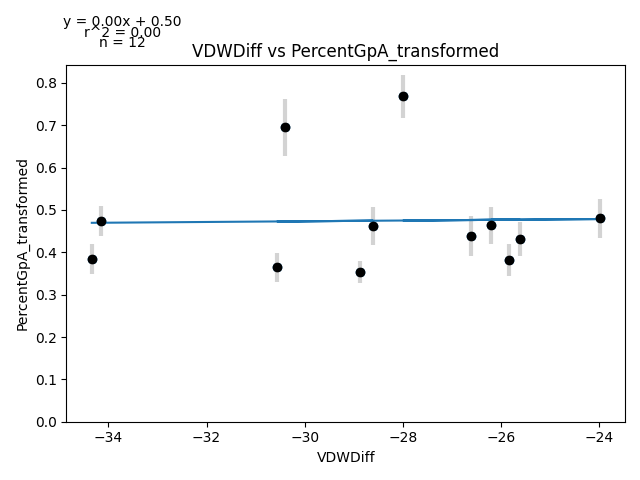 y = 0.00x + 0.50
r^2 = 0.00
n = 12
VDWDiff vs PercentGpA_transformed
PercentGpA_transformed
0.8
0.7
0.6
0.5
0.4
0.3
0.2
0.1
0.0
−34
−32
−30
−28
−26
−24
VDWDiff